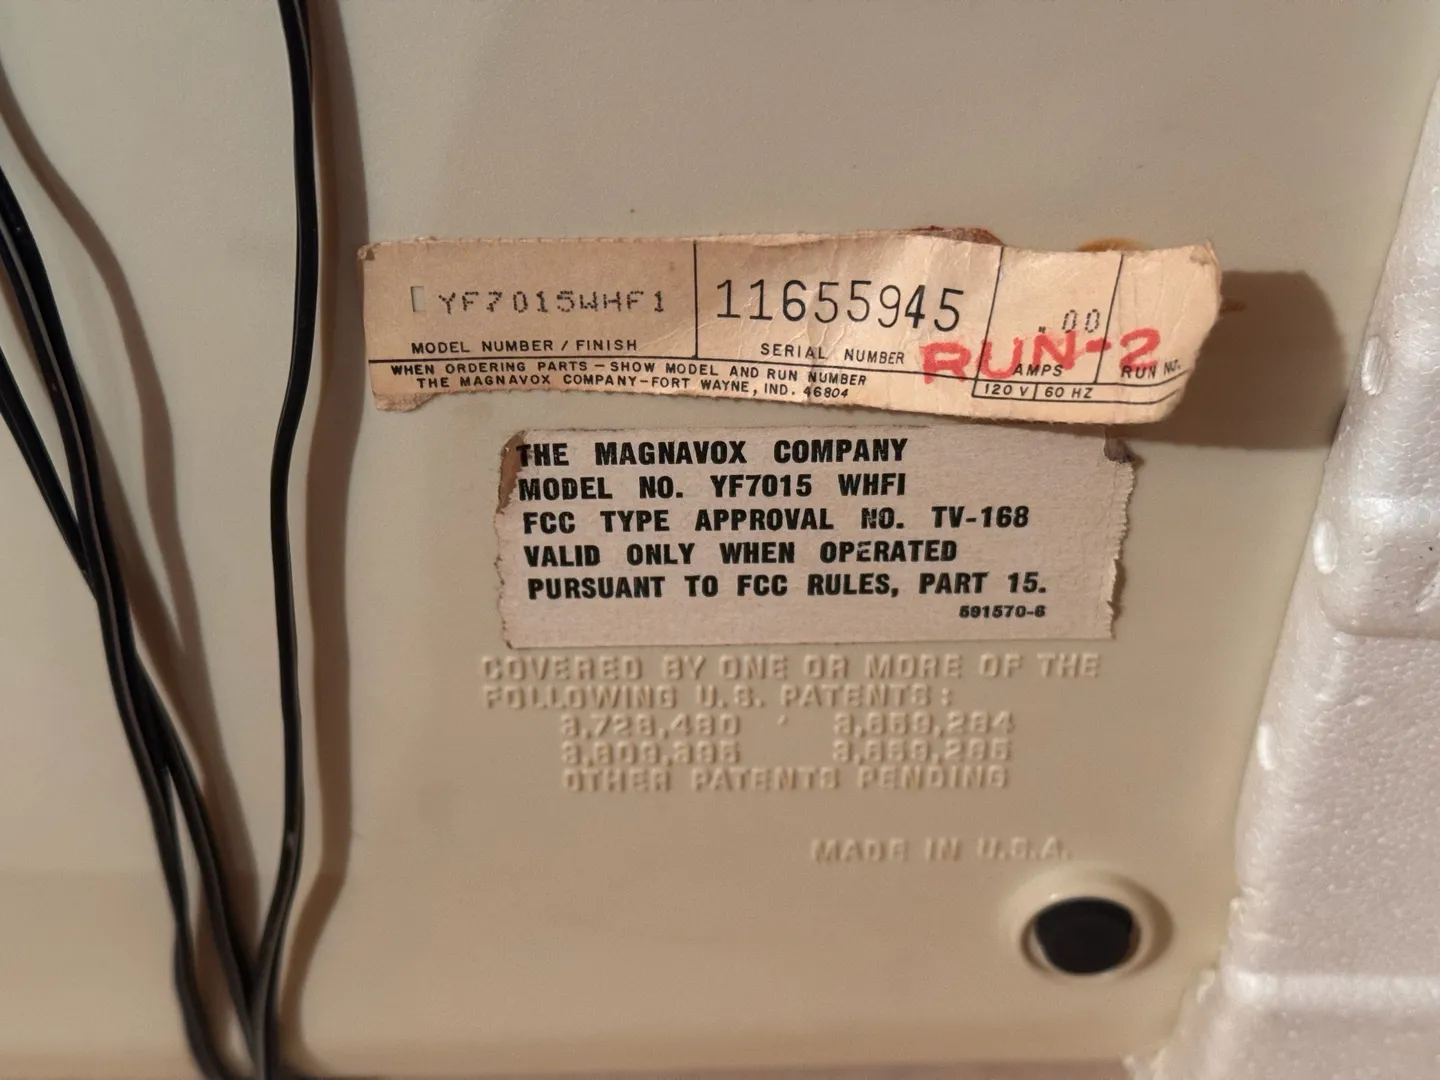 YF7015WHF1
MODEL NUMBER / FINISH
11655945
SERIAL NUMBER
.00
AMPS
RUN-2
RUN NO.
120 V 60 HZ
WHEN ORDERING PARTS – SHOW MODEL AND RUN NUMBER
THE MAGNAVOX COMPANY–FORT WAYNE, IND. 46804
THE MAGNAVOX COMPANY
MODEL NO. YF7015 WHFI
FCC TYPE APPROVAL NO. TV-168
VALID ONLY WHEN OPERATED
PURSUANT TO FCC RULES, PART 15.
591570-6
COVERED BY ONE OR MORE OF THE
FOLLOWING U.S. PATENTS:
3,728,480 3,659,284
3,809,395 3,659,285
OTHER PATENTS PENDING
MADE IN U.S.A.